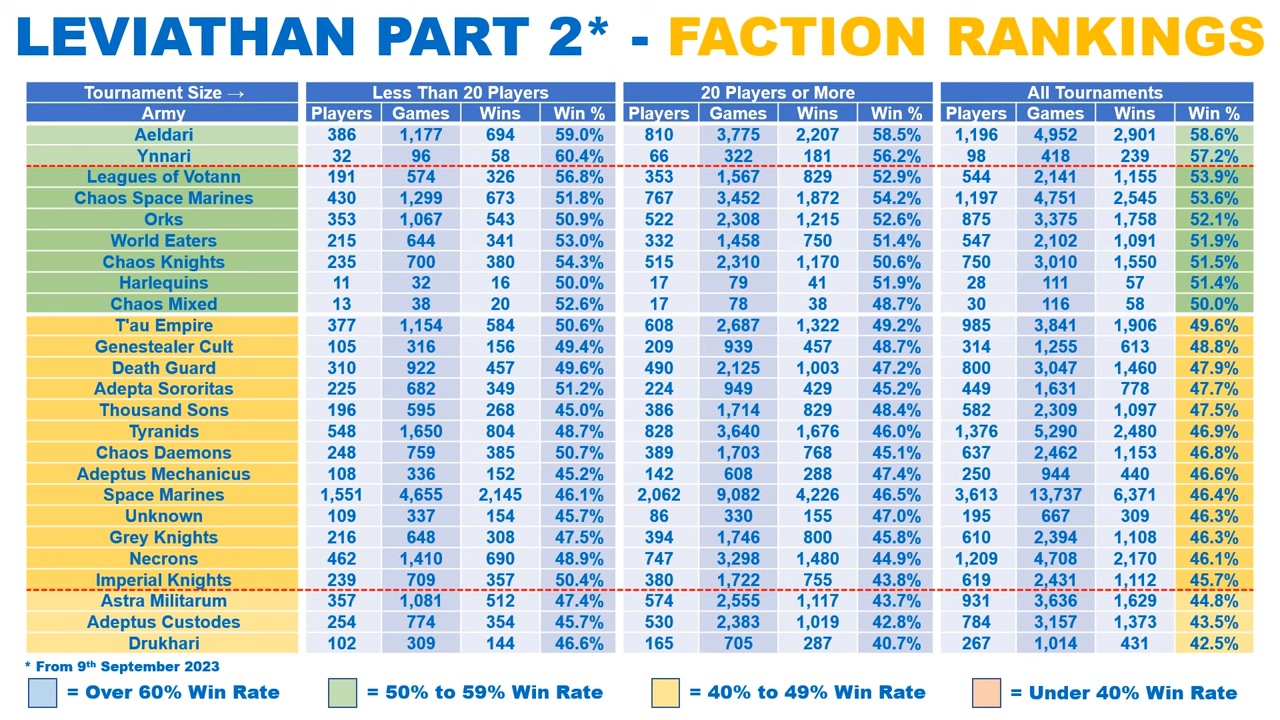 LEVIATHAN PART 2* - FACTION RANKINGS
Tournament Size → Less Than 20 Players 20 Players or More All Tournaments
Army Players Games Wins Win % Players Games Wins Win % Players Games Wins Win %
Aeldari 386 1,177 694 59.0% 810 3,775 2,207 58.5% 1,196 4,952 2,901 58.6%
Ynnari 32 96 58 60.4% 66 322 181 56.2% 98 418 239 57.2%
Leagues of Votann 191 574 326 56.8% 353 1,567 829 52.9% 544 2,141 1,155 53.9%
Chaos Space Marines 430 1,299 673 51.8% 767 3,452 1,872 54.2% 1,197 4,751 2,545 53.6%
Orks 353 1,067 543 50.9% 522 2,308 1,215 52.6% 875 3,375 1,758 52.1%
World Eaters 215 644 341 53.0% 332 1,458 750 51.4% 547 2,102 1,091 51.9%
Chaos Knights 235 700 380 54.3% 515 2,310 1,170 50.6% 750 3,010 1,550 51.5%
Harlequins 11 32 16 50.0% 17 79 41 51.9% 28 111 57 51.4%
Chaos Mixed 13 38 20 52.6% 17 78 38 48.7% 30 116 58 50.0%
T'au Empire 377 1,154 584 50.6% 608 2,687 1,322 49.2% 985 3,841 1,906 49.6%
Genestealer Cult 105 316 156 49.4% 209 939 457 48.7% 314 1,255 613 48.8%
Death Guard 310 922 457 49.6% 490 2,125 1,003 47.2% 800 3,047 1,460 47.9%
Adepta Sororitas 225 682 349 51.2% 224 949 429 45.2% 449 1,631 778 47.7%
Thousand Sons 196 595 268 45.0% 386 1,714 829 48.4% 582 2,309 1,097 47.5%
Tyranids 548 1,650 804 48.7% 828 3,640 1,676 46.0% 1,376 5,290 2,480 46.9%
Chaos Daemons 248 759 385 50.7% 389 1,703 768 45.1% 637 2,462 1,153 46.8%
Adeptus Mechanicus 108 336 152 45.2% 142 608 288 47.4% 250 944 440 46.6%
Space Marines 1,551 4,655 2,145 46.1% 2,062 9,082 4,226 46.5% 3,613 13,737 6,371 46.4%
Unknown 109 337 154 45.7% 86 330 155 47.0% 195 667 309 46.3%
Grey Knights 216 648 308 47.5% 394 1,746 800 45.8% 610 2,394 1,108 46.3%
Necrons 462 1,410 690 48.9% 747 3,298 1,480 44.9% 1,209 4,708 2,170 46.1%
Imperial Knights 239 709 357 50.4% 380 1,722 755 43.8% 619 2,431 1,112 45.7%
Astra Militarum 357 1,081 512 47.4% 574 2,555 1,117 43.7% 931 3,636 1,629 44.8%
Adeptus Custodes 254 774 354 45.7% 530 2,383 1,019 42.8% 784 3,157 1,373 43.5%
Drukhari 102 309 144 46.6% 165 705 287 40.7% 267 1,014 431 42.5%
* From 9th September 2023
= Over 60% Win Rate = 50% to 59% Win Rate = 40% to 49% Win Rate = Under 40% Win Rate